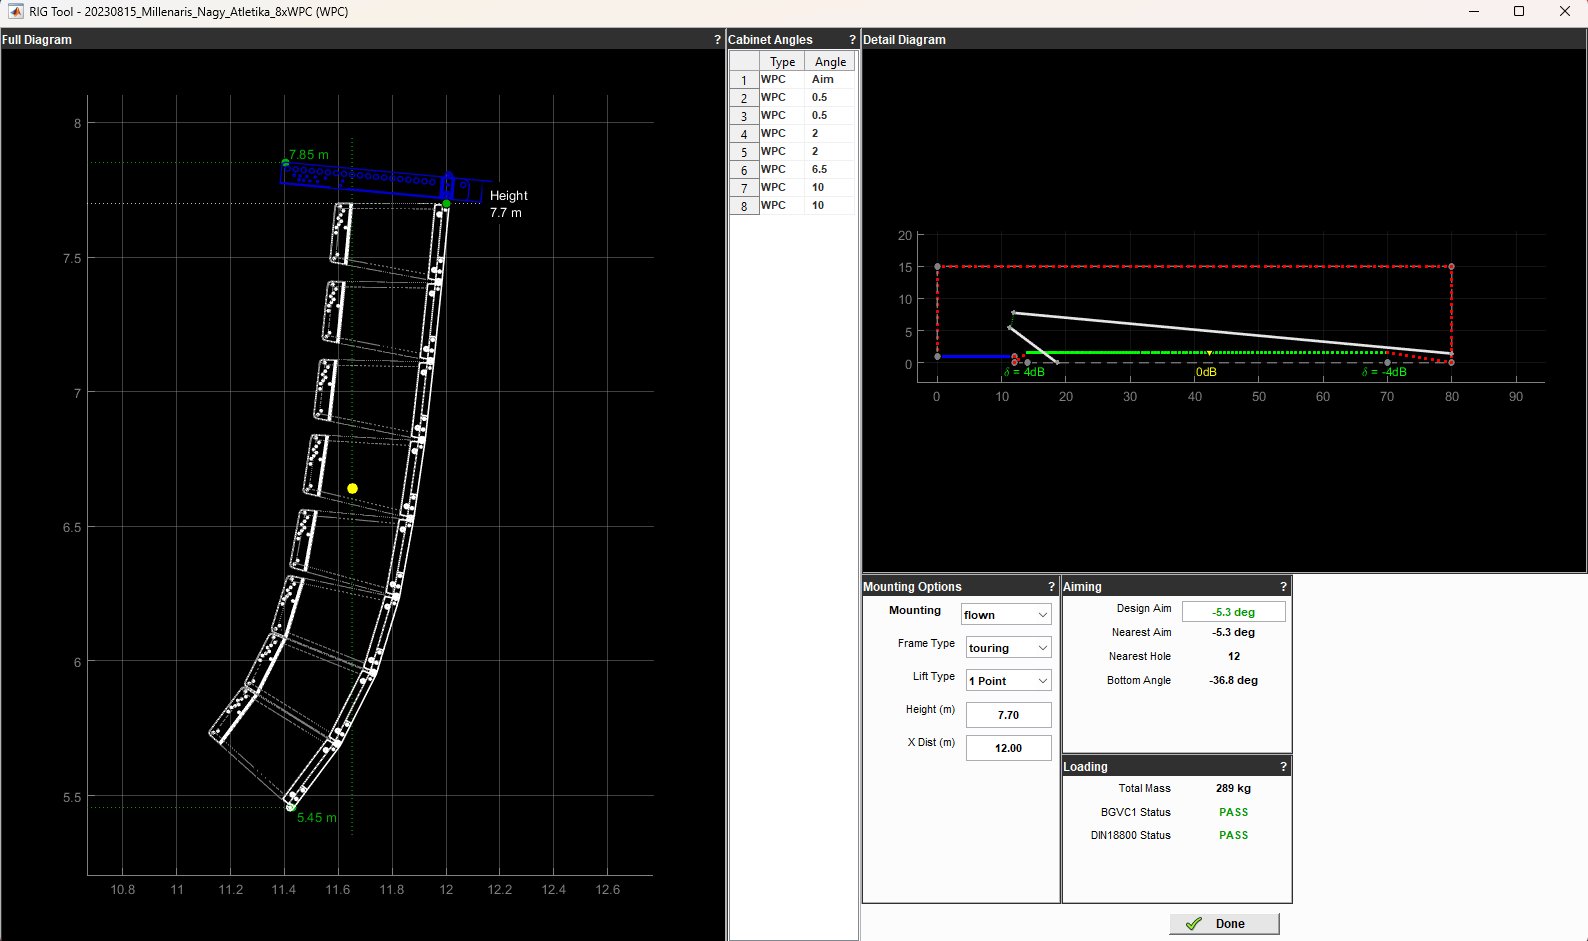 RIG Tool - 20230815_Millenaris_Nagy_Atletika_8xWPC (WPC)
Full Diagram ?
8
7.5
7
6.5
6
5.5
10.8 11 11.2 11.4 11.6 11.8 12 12.2 12.4 12.6
7.85 m
Height
7.7 m
5.45 m
Cabinet Angles ?
Type Angle
1 WPC Aim
2 WPC 0.5
3 WPC 0.5
4 WPC 2
5 WPC 2
6 WPC 6.5
7 WPC 10
8 WPC 10
Detail Diagram
20
15
10
5
0
δ = 4dB 0dB δ = -4dB
0 10 20 30 40 50 60 70 80 90
Mounting Options ?
Mounting flown
Frame Type touring
Lift Type 1 Point
Height (m) 7.70
X Dist (m) 12.00
Aiming ?
Design Aim -5.3 deg
Nearest Aim -5.3 deg
Nearest Hole 12
Bottom Angle -36.8 deg
Loading ?
Total Mass 289 kg
BGVC1 Status PASS
DIN18800 Status PASS
Done